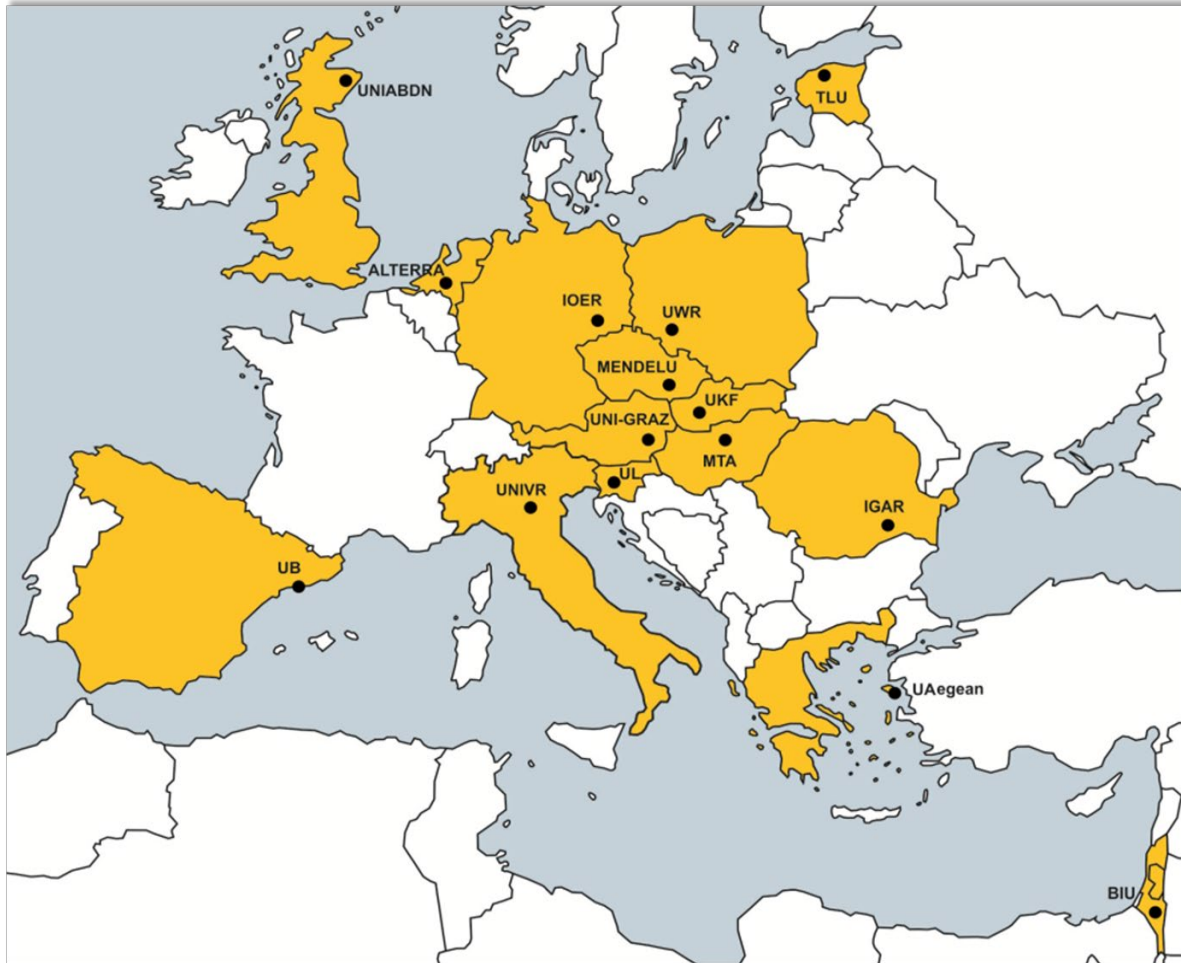 UNIABDN
TLU
ALTERRA
IOER
UWR
MENDELU
UKF
UNI-GRAZ
MTA
UL
UNIVR
IGAR
UB
UAegean
BIU